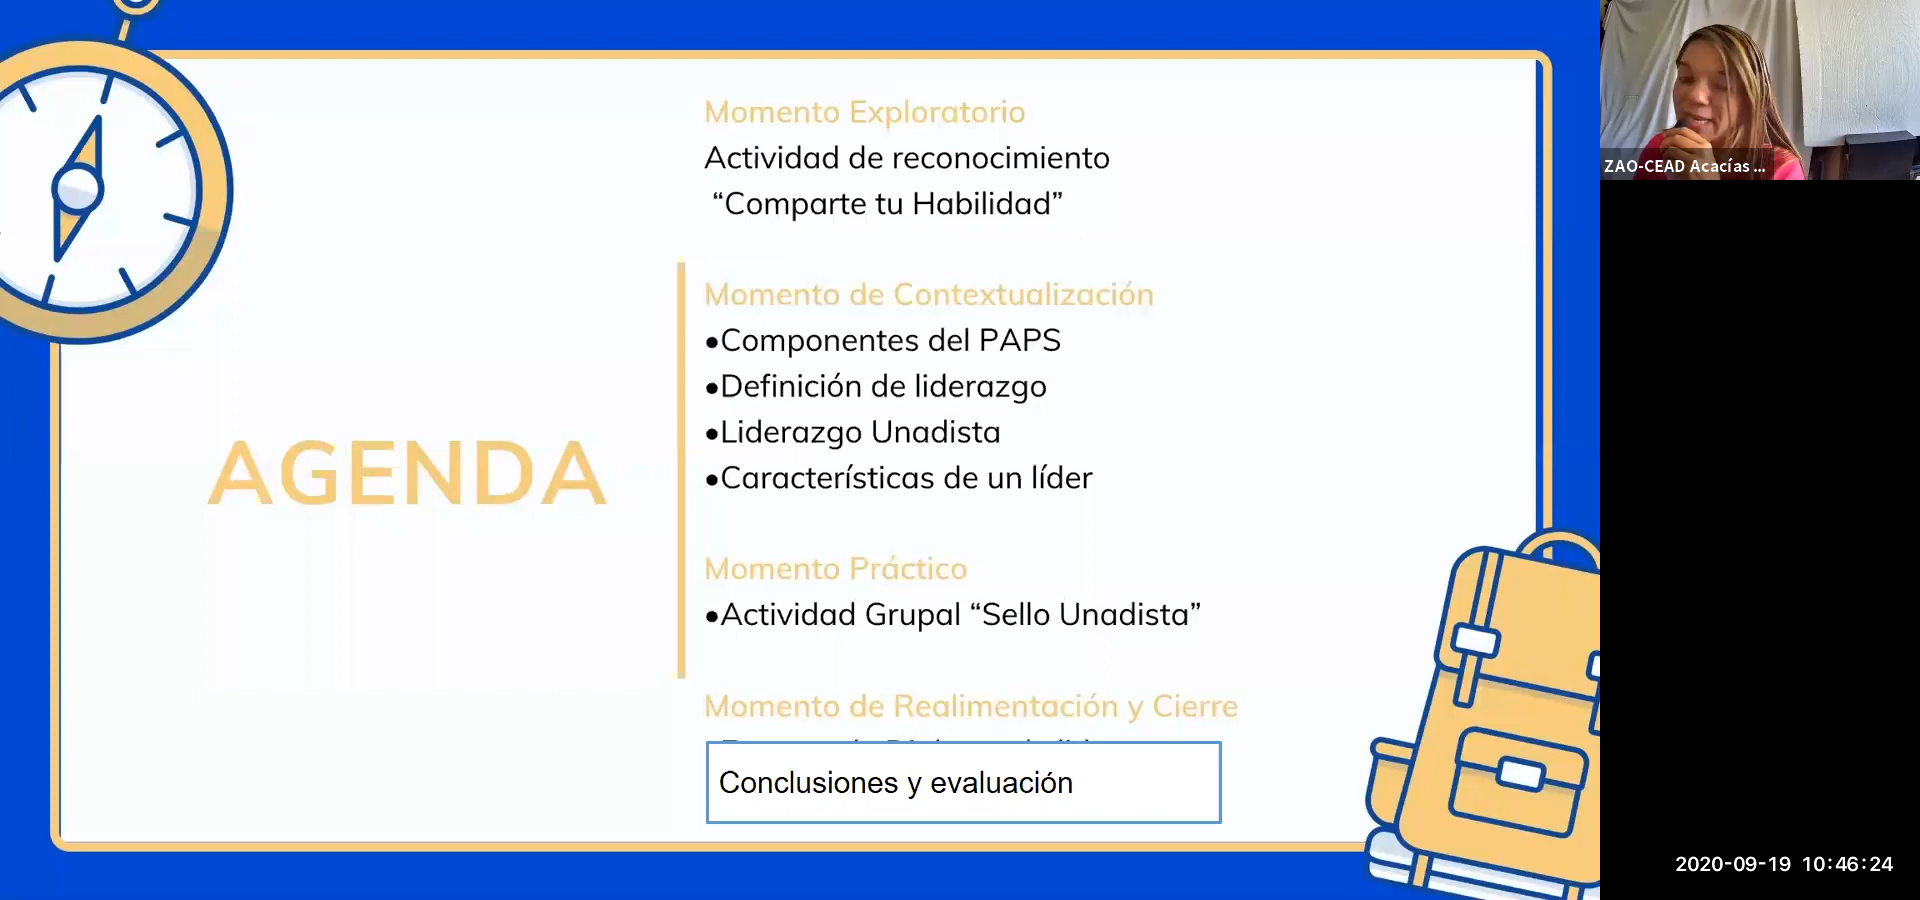 Momento Exploratorio
Actividad de reconocimiento
“Comparte tu Habilidad”
Momento de Contextualización
•Componentes del PAPS
•Definición de liderazgo
•Liderazgo Unadista
•Características de un líder
AGENDA
Momento Práctico
•Actividad Grupal “Sello Unadista”
Momento de Realimentación y Cierre
Conclusiones y evaluación
ZAO-CEAD Acacías ...
2020-09-19 10:46:24